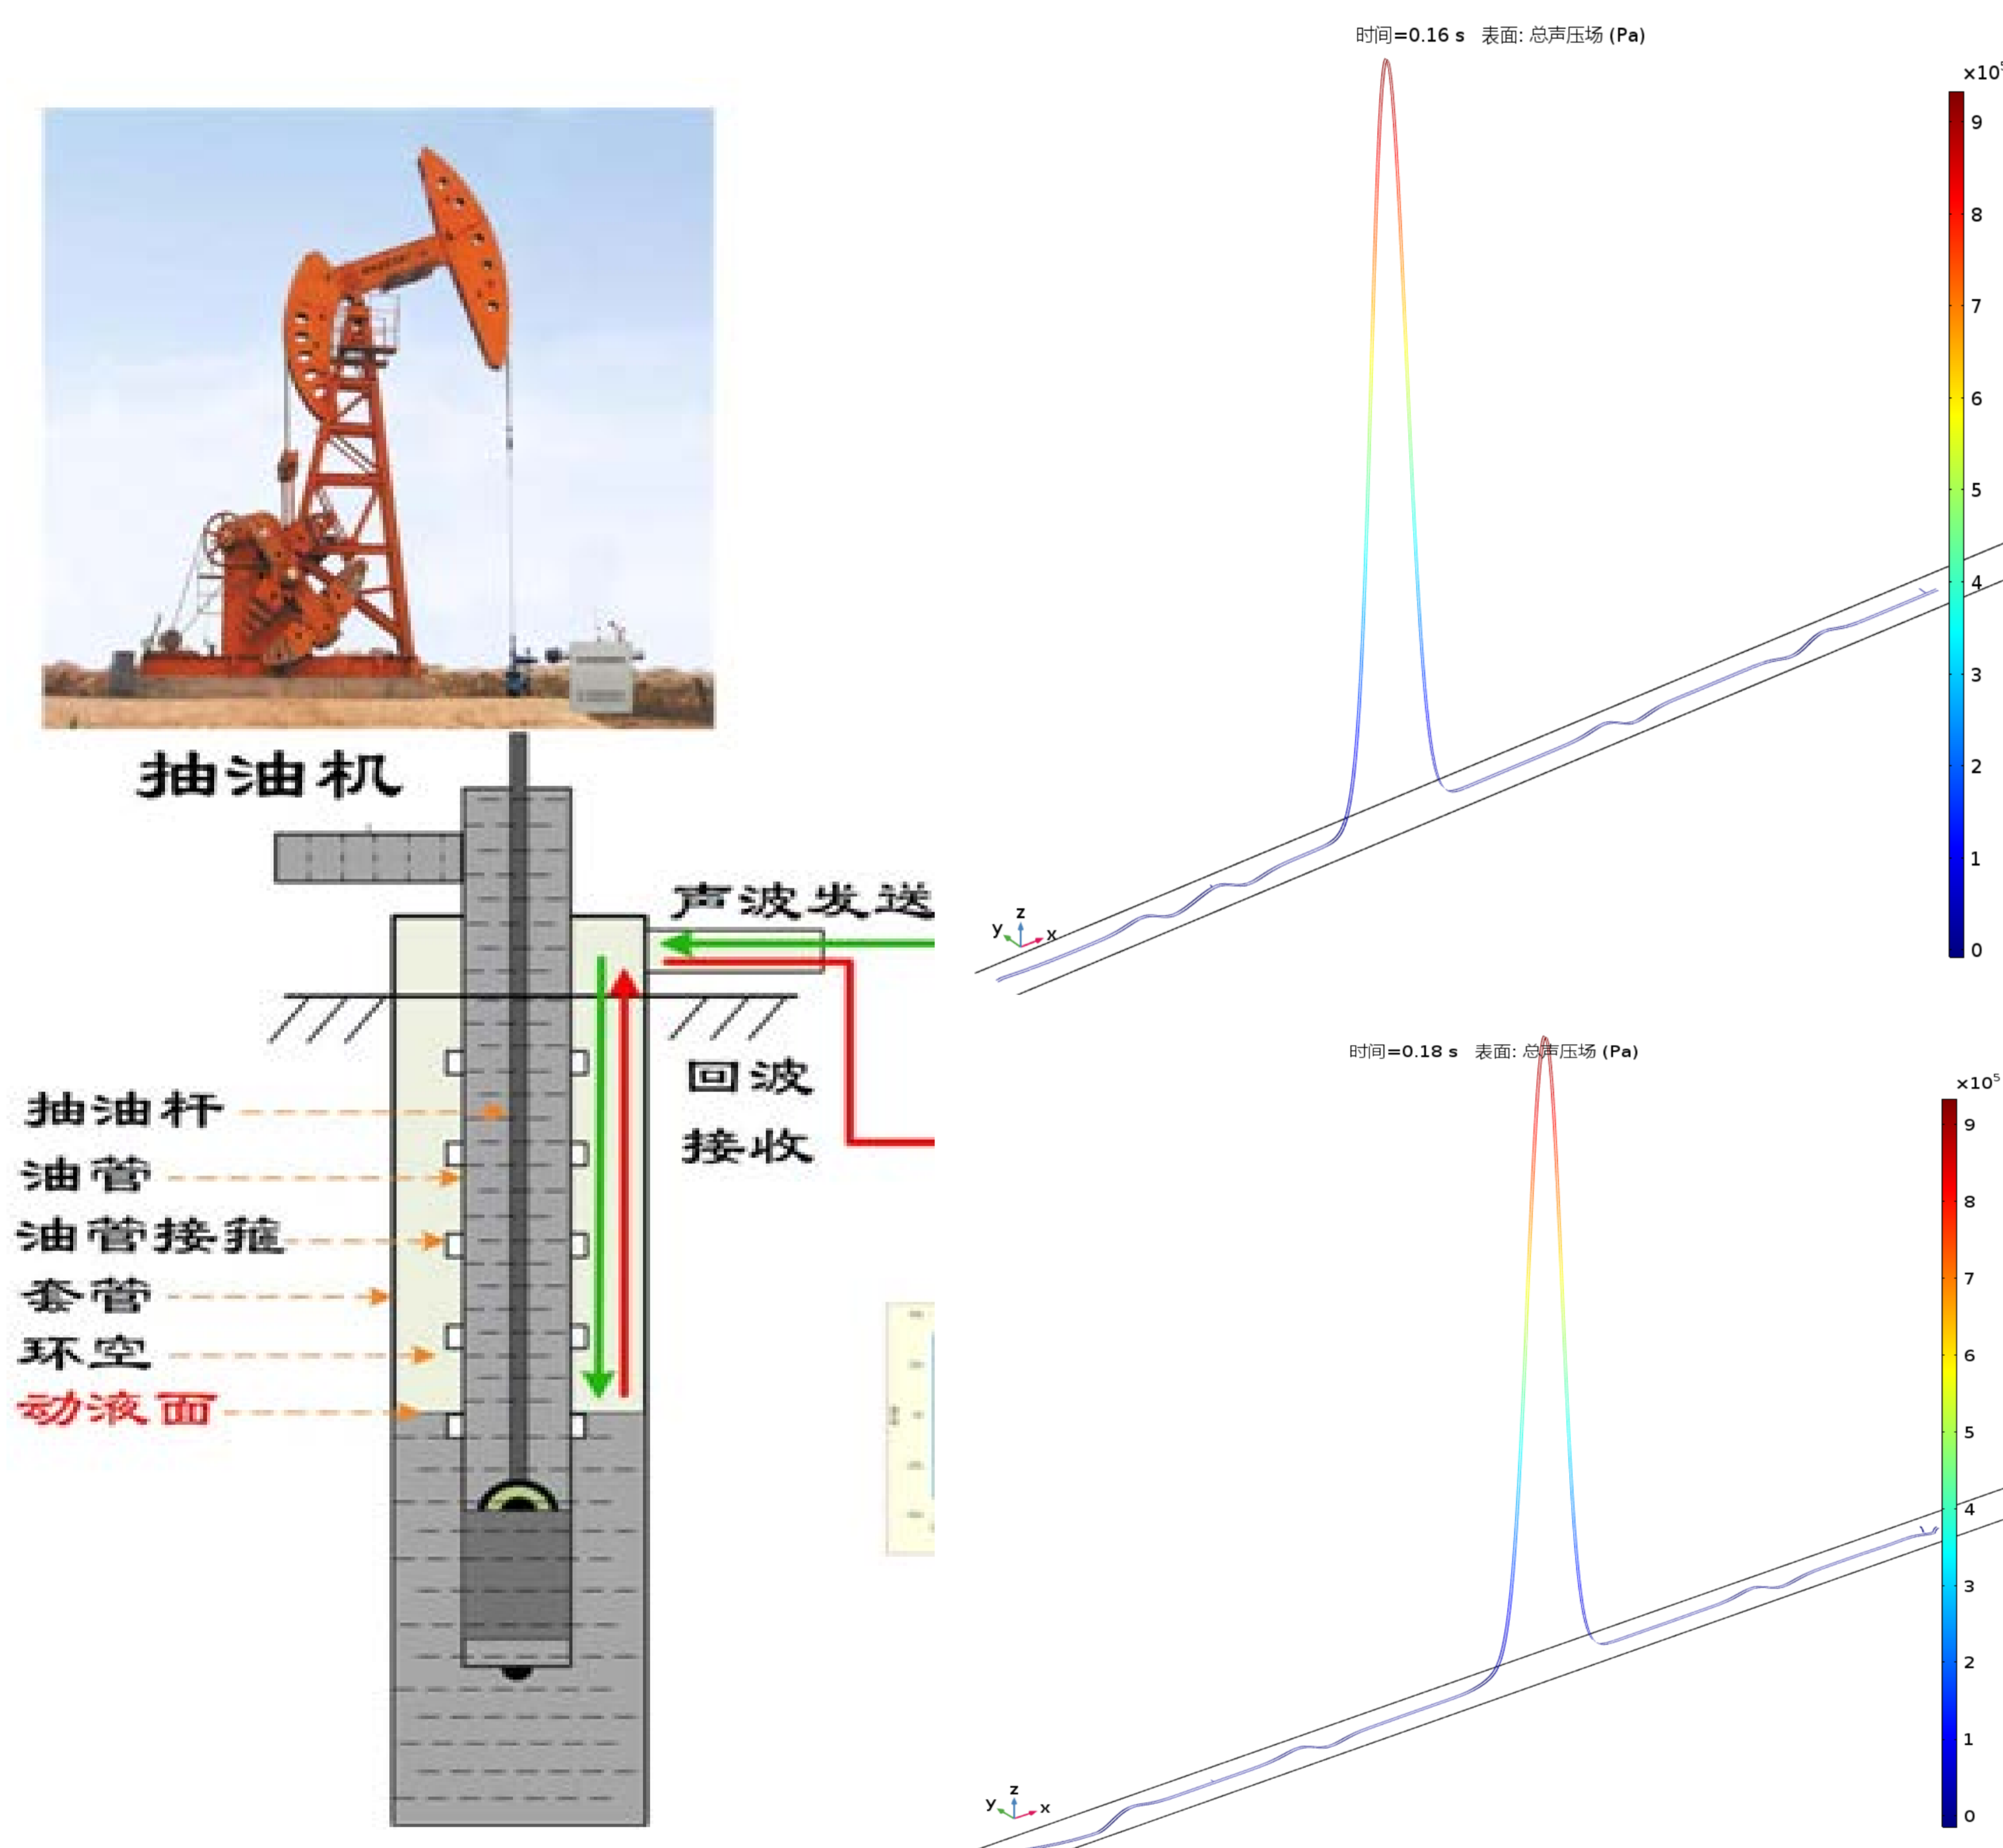 抽油机
声波发送
回波
接收
抽油杆
油管
油管接箍
套管
环空
动液面
时间=0.16 s 表面: 总声压场 (Pa)
×10⁵
9
8
7
6
5
4
3
2
1
0
z
y
x
时间=0.18 s 表面: 总声压场 (Pa)
×10⁵
9
8
7
6
5
4
3
2
1
0
z
y
x